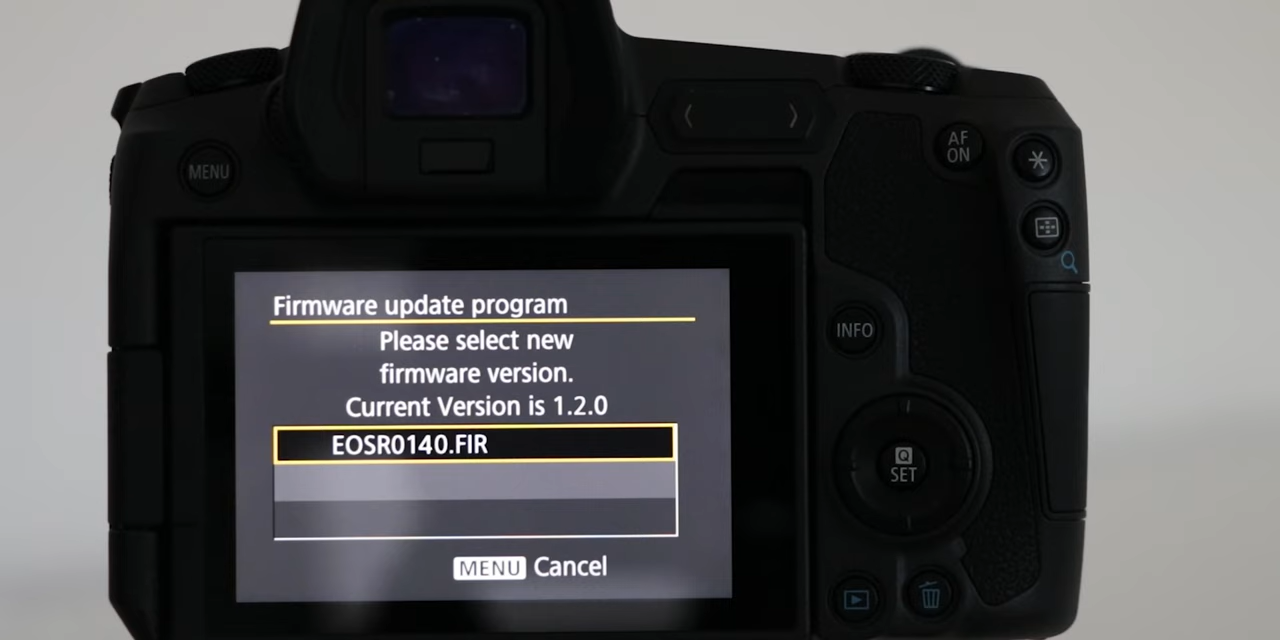 MENU
AF
ON
INFO
Firmware update program
Please select new
firmware version.
Current Version is 1.2.0
EOSR0140.FIR
MENU Cancel
Q
SET